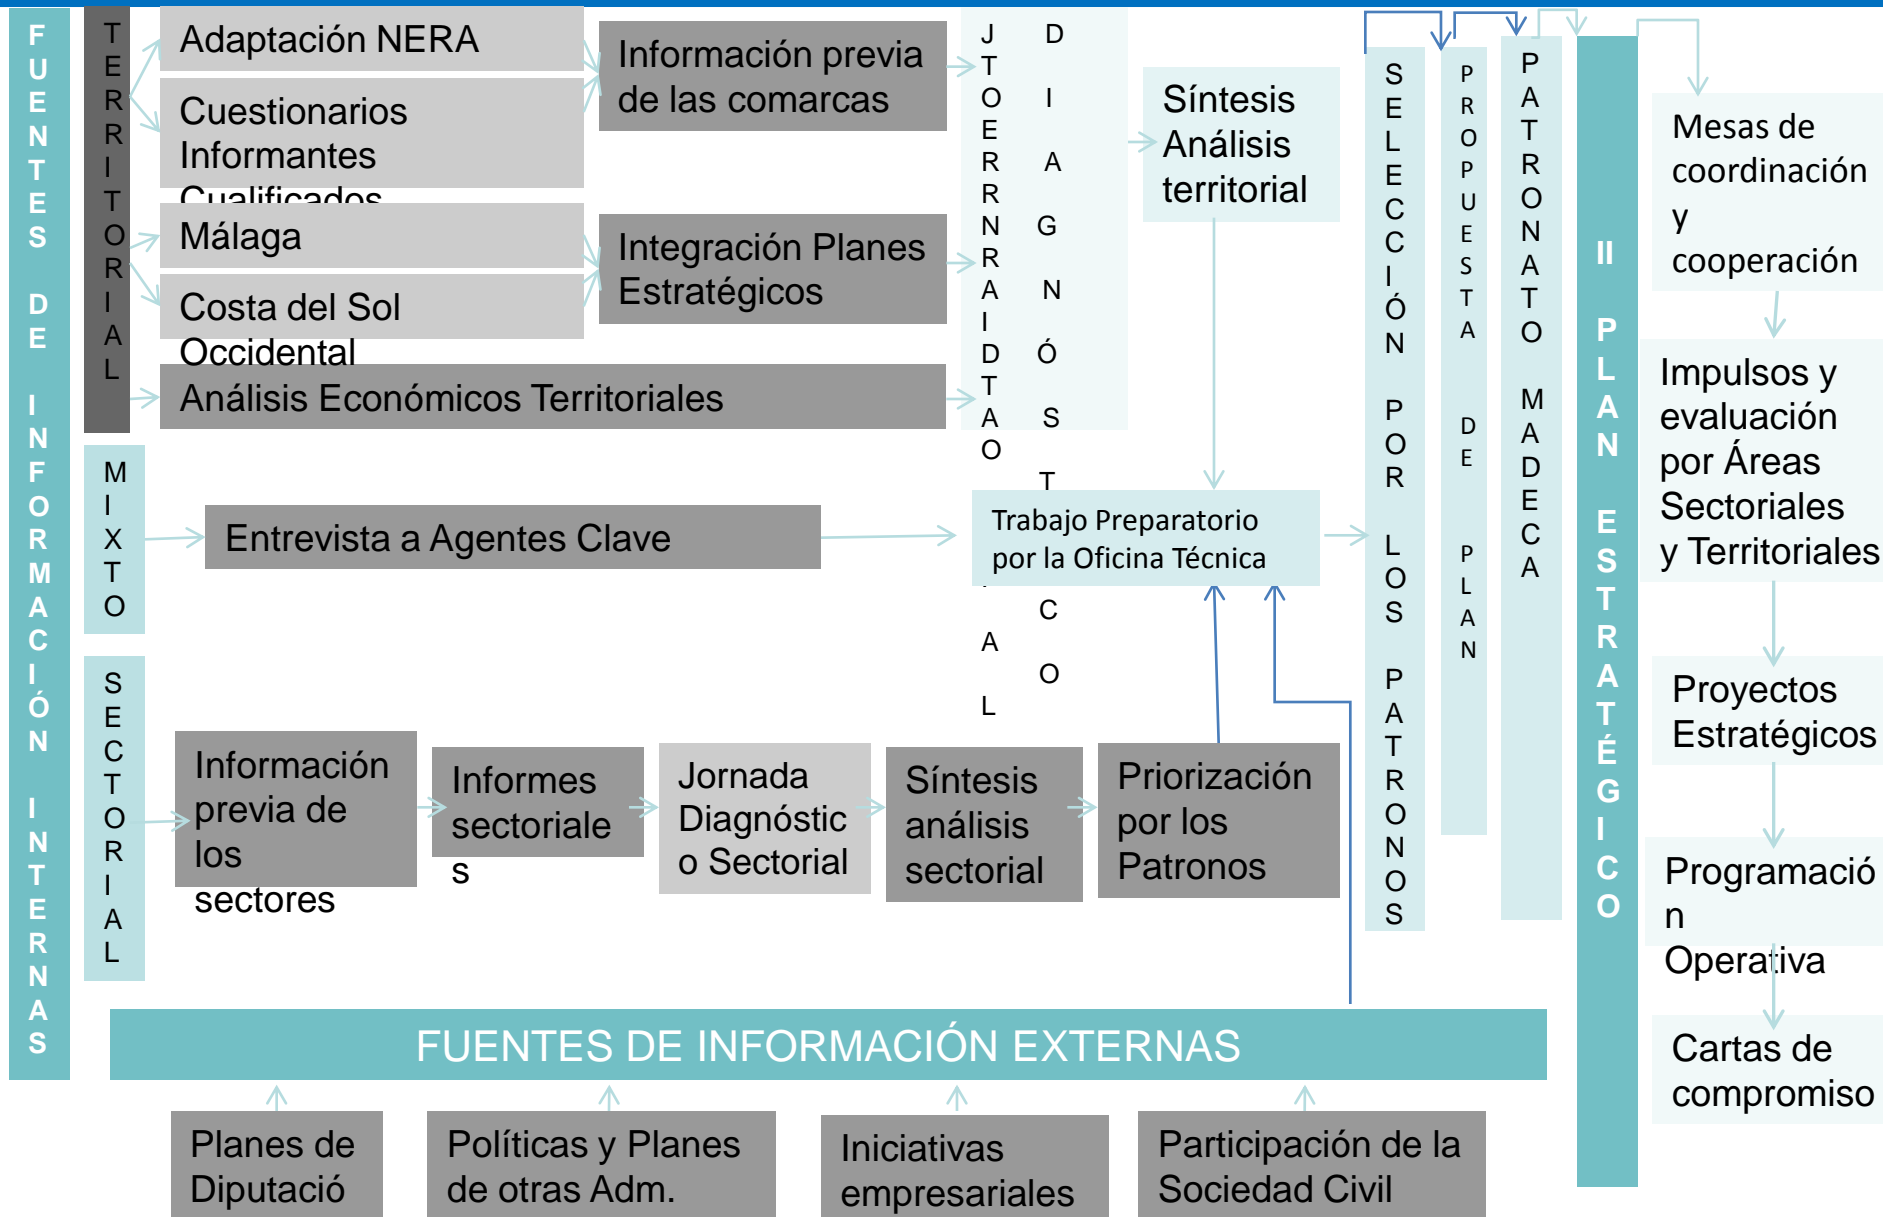 FUENTES DE INFORMACIÓN INTERNAS
TERRITORIAL
Adaptación NERA
Cuestionarios
Informantes
Cualificados
Málaga
Costa del Sol
Occidental
Análisis Económicos Territoriales
Información previa
de las comarcas
Integración Planes
Estratégicos
JTOERRNRAIDTAO AL
DIAGNÓSTCO
Síntesis
Análisis
territorial
MIXTO
Entrevista a Agentes Clave
Trabajo Preparatorio
por la Oficina Técnica
SECTORIAL
Información
previa de
los
sectores
Informes
sectoriale
s
Jornada
Diagnóstic
o Sectorial
Síntesis
análisis
sectorial
Priorización
por los
Patronos
SELECCIÓN POR LOS PATRONOS
PROPUESTA DE PLAN
PATRONATO MADECA
II PLAN ESTRATÉGICO
Mesas de
coordinación
y
cooperación
Impulsos y
evaluación
por Áreas
Sectoriales
y Territoriales
Proyectos
Estratégicos
Programació
n
Operativa
Cartas de
compromiso
FUENTES DE INFORMACIÓN EXTERNAS
Planes de
Diputació
Políticas y Planes
de otras Adm.
Iniciativas
empresariales
Participación de la
Sociedad Civil